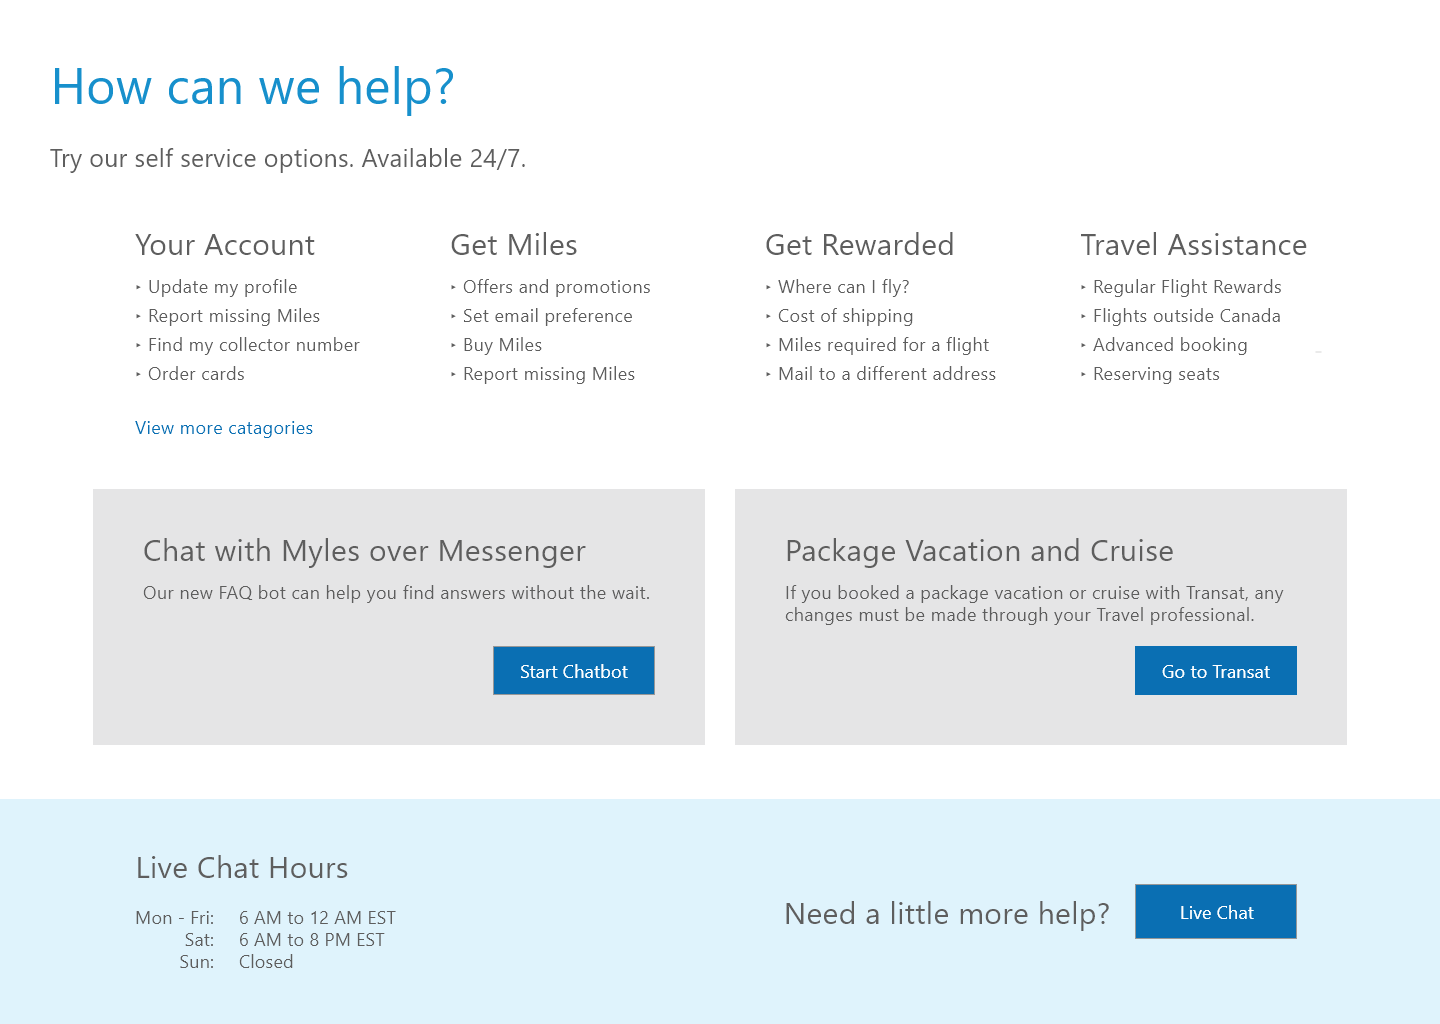 How can we help?
Try our self service options. Available 24/7.
Your Account
‣ Update my profile
‣ Report missing Miles
‣ Find my collector number
‣ Order cards
View more catagories
Get Miles
‣ Offers and promotions
‣ Set email preference
‣ Buy Miles
‣ Report missing Miles
Get Rewarded
‣ Where can I fly?
‣ Cost of shipping
‣ Miles required for a flight
‣ Mail to a different address
Travel Assistance
‣ Regular Flight Rewards
‣ Flights outside Canada
‣ Advanced booking
‣ Reserving seats
Chat with Myles over Messenger
Our new FAQ bot can help you find answers without the wait.
Start Chatbot
Package Vacation and Cruise
If you booked a package vacation or cruise with Transat, any
changes must be made through your Travel professional.
Go to Transat
Live Chat Hours
Mon - Fri: 6 AM to 12 AM EST
Sat: 6 AM to 8 PM EST
Sun: Closed
Need a little more help?
Live Chat